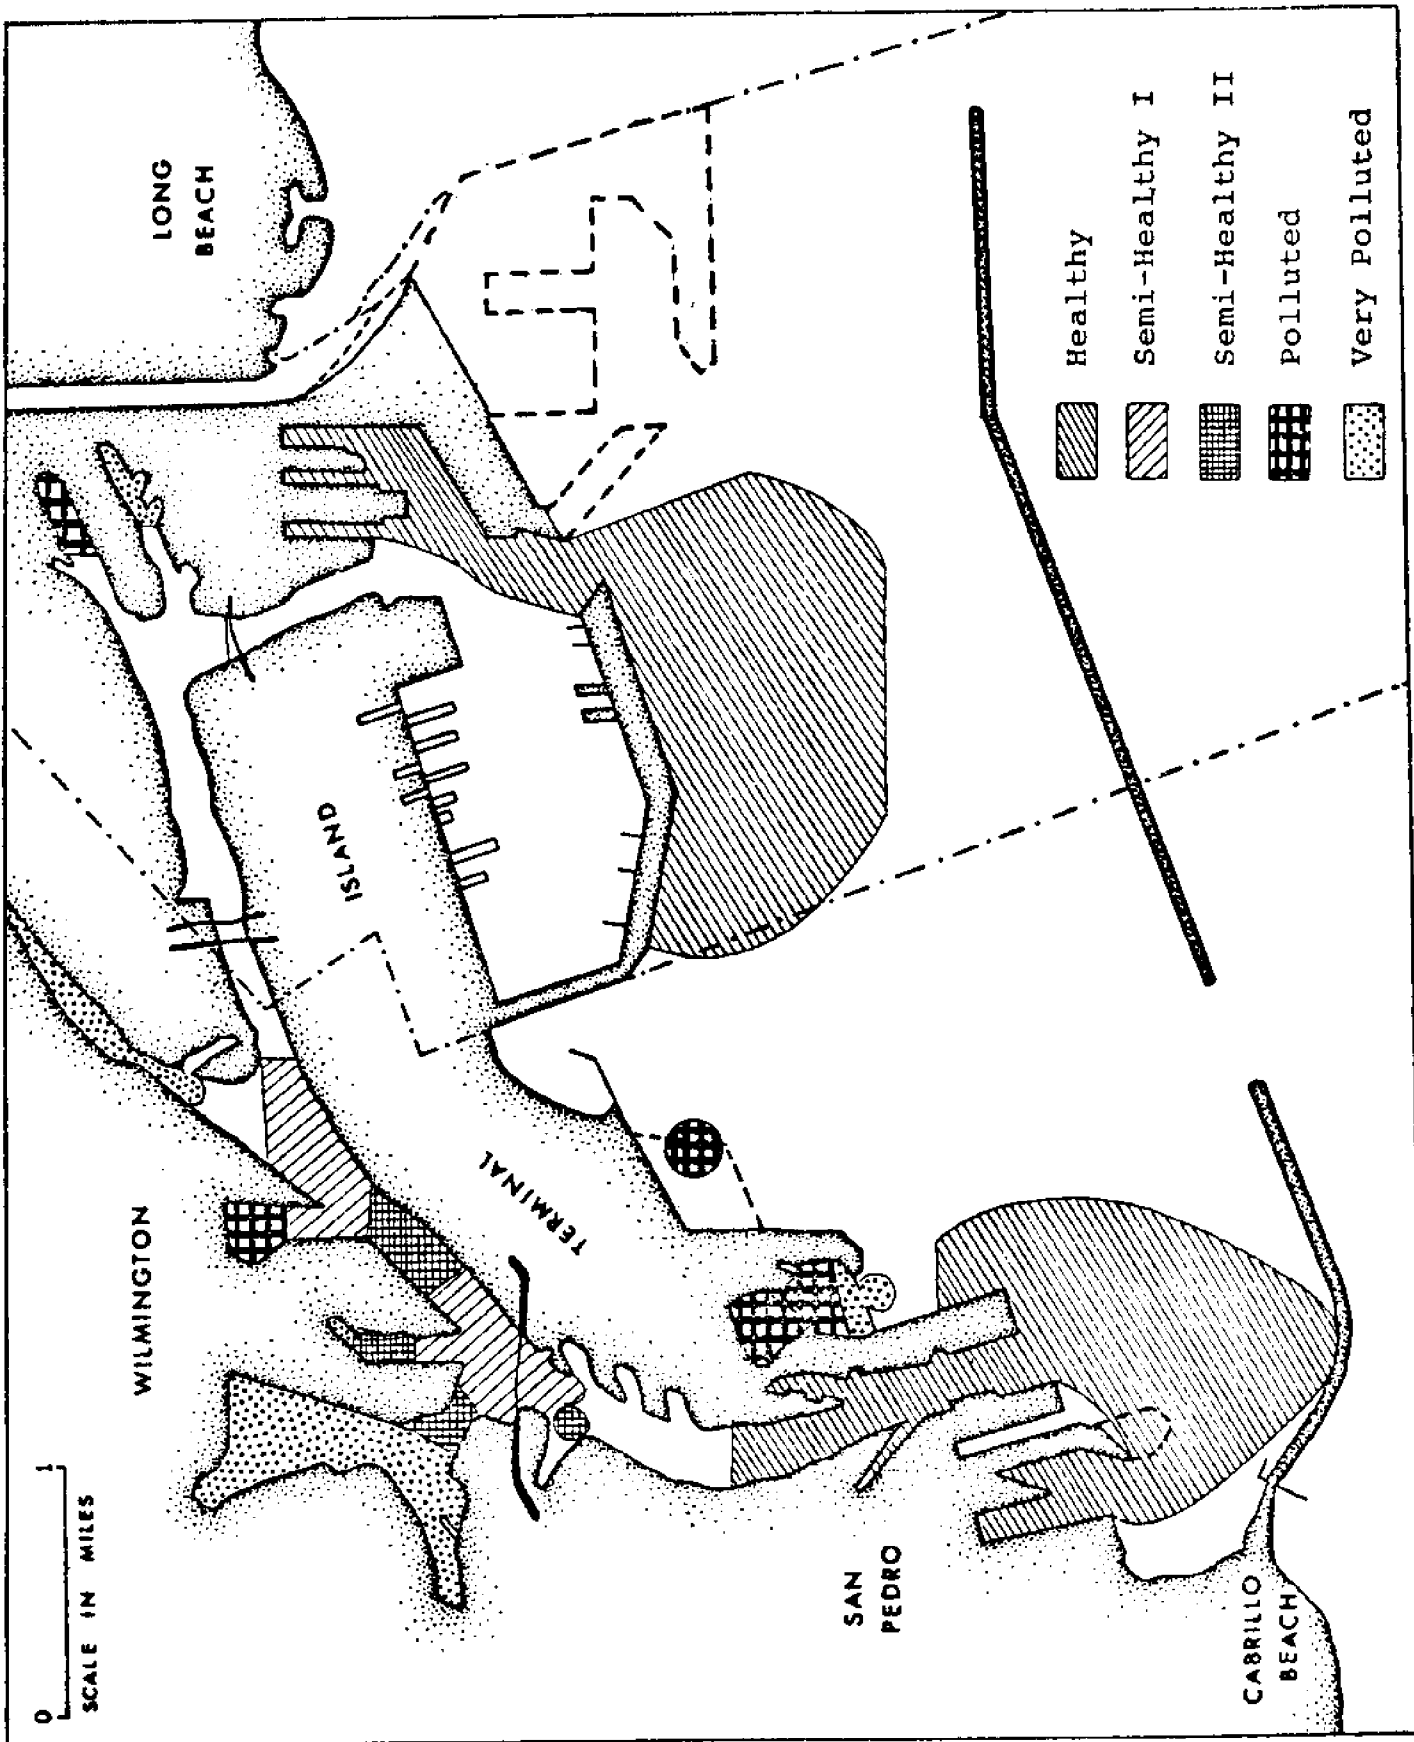 0 1
SCALE IN MILES
WILMINGTON
LONG
BEACH
TERMINAL
ISLAND
SAN
PEDRO
CABRILLO
BEACH
Healthy
Semi-Healthy I
Semi-Healthy II
Polluted
Very Polluted